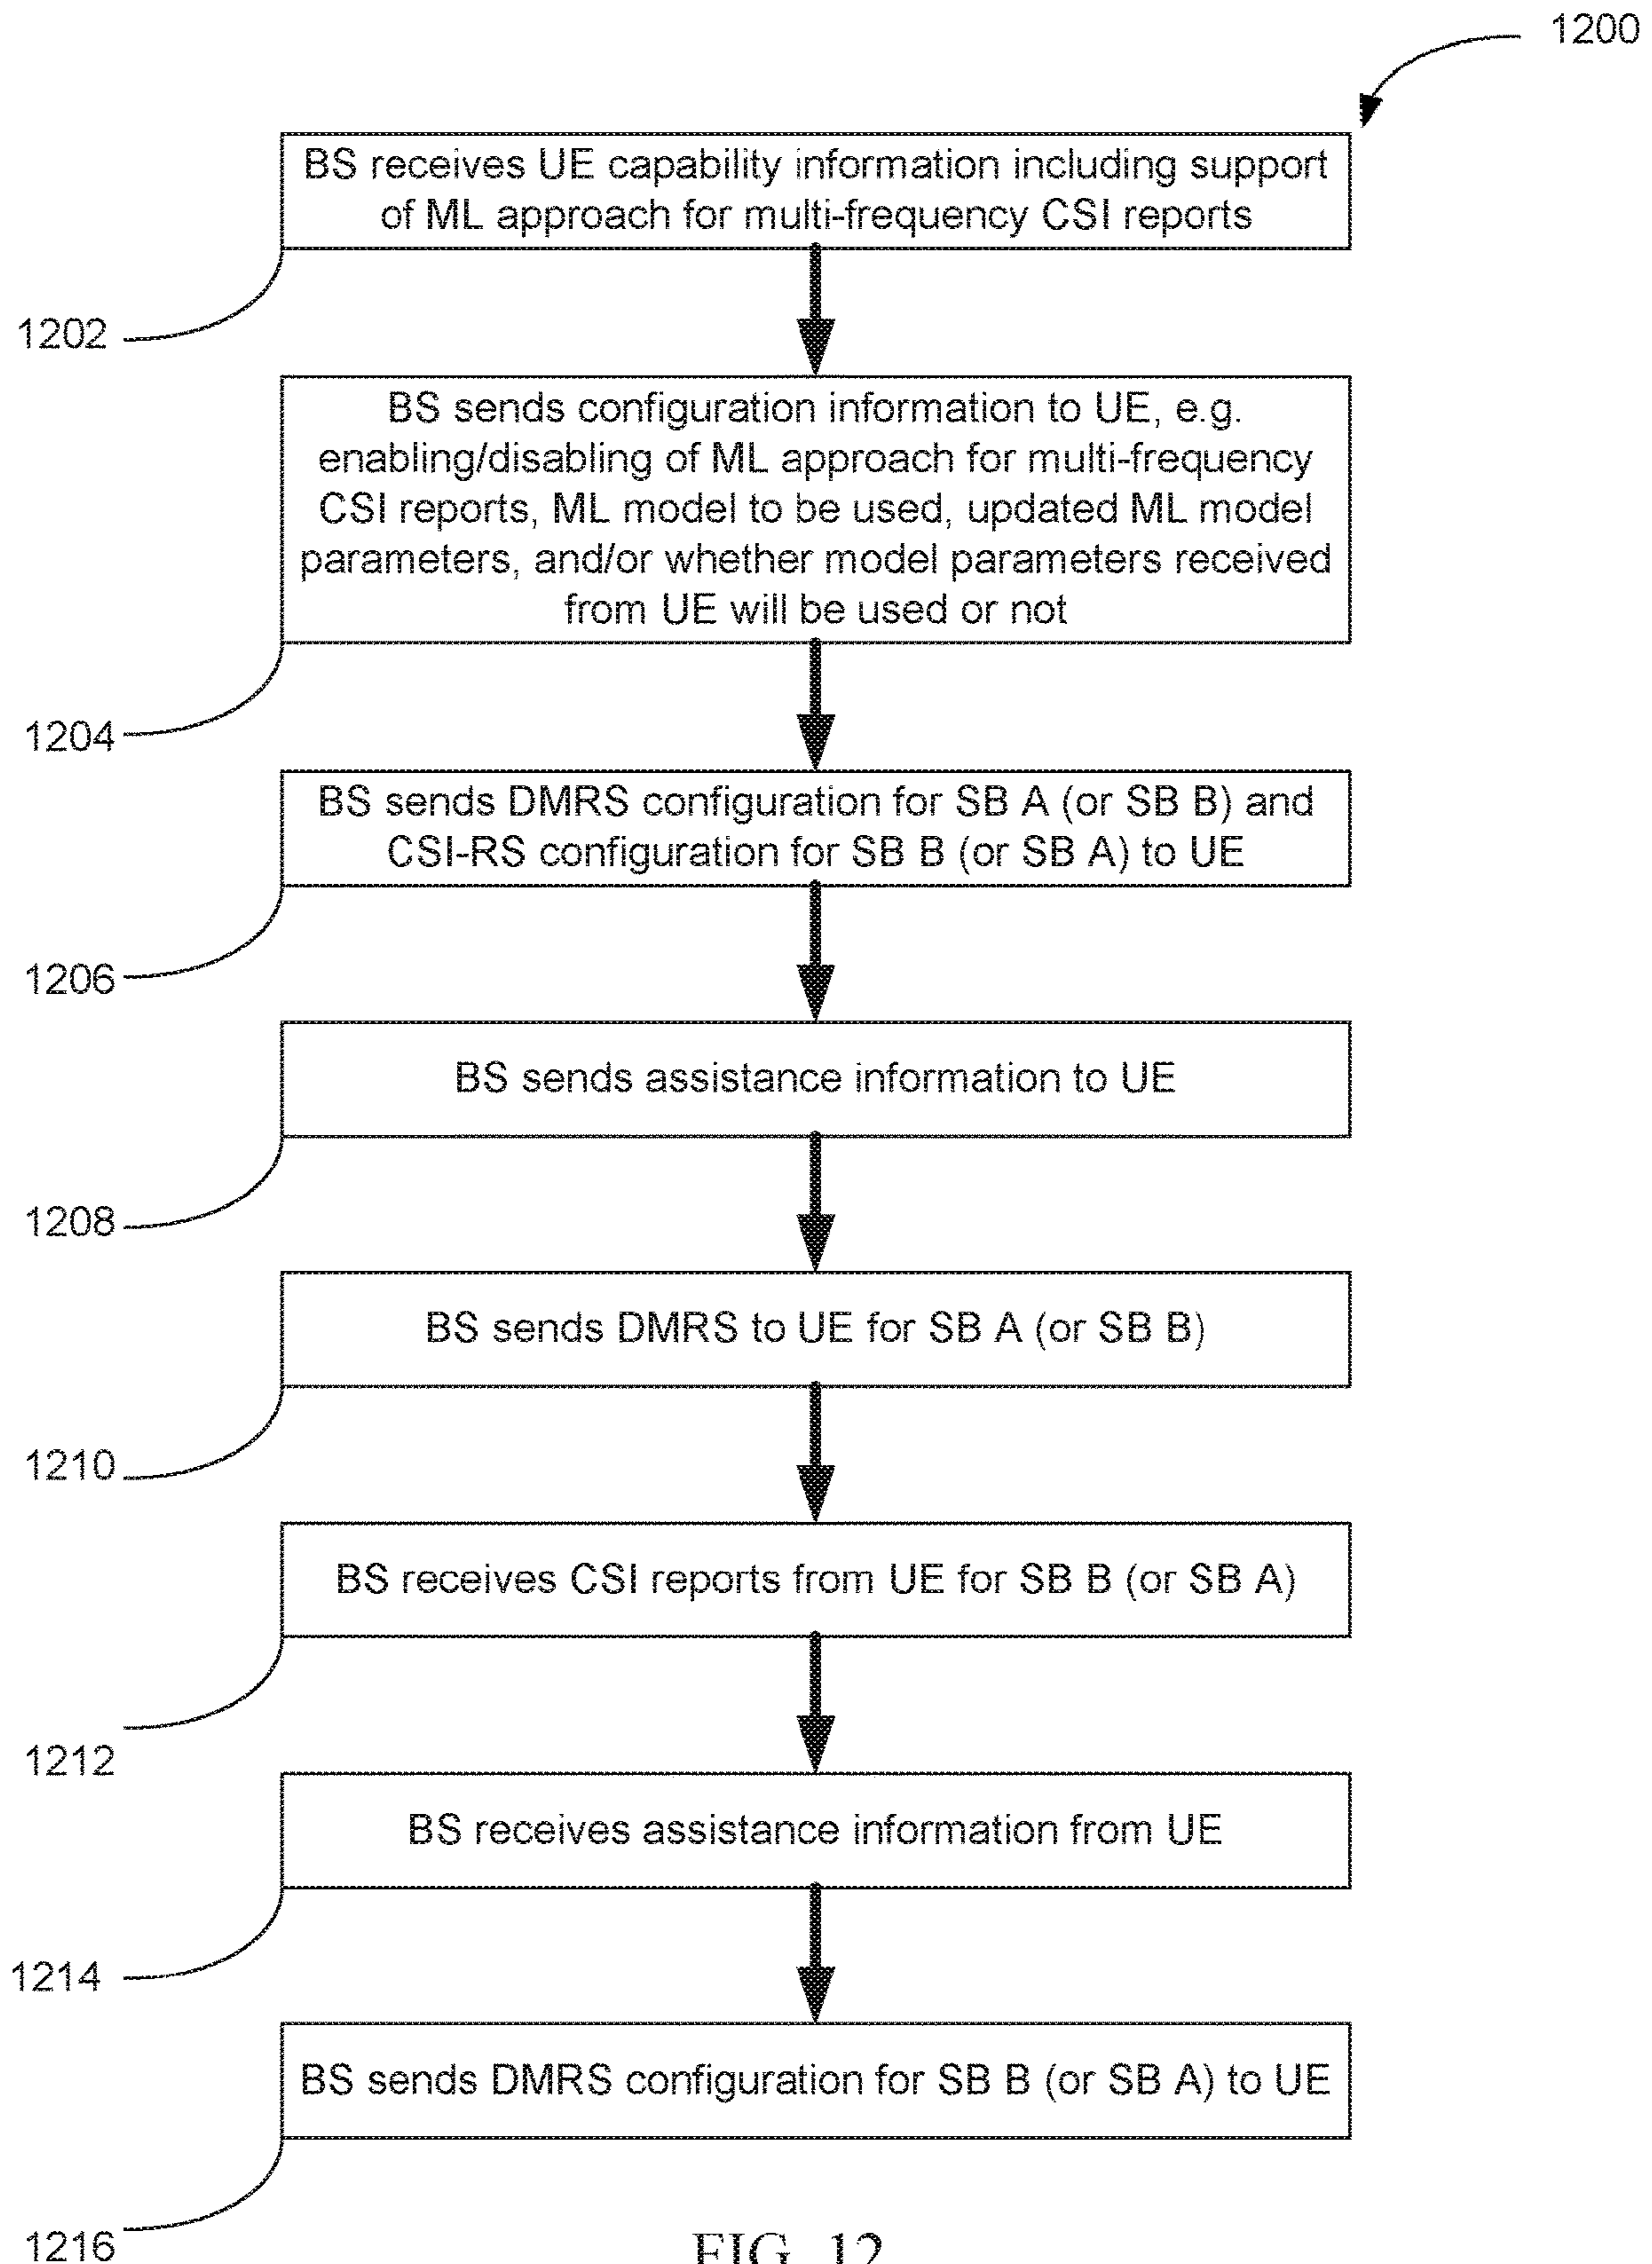 1200
BS receives UE capability information including support
of ML approach for multi-frequency CSI reports
1202
BS sends configuration information to UE, e.g.
enabling/disabling of ML approach for multi-frequency
CSI reports, ML model to be used, updated ML model
parameters, and/or whether model parameters received
from UE will be used or not
1204
BS sends DMRS configuration for SB A (or SB B) and
CSI-RS configuration for SB B (or SB A) to UE
1206
BS sends assistance information to UE
1208
BS sends DMRS to UE for SB A (or SB B)
1210
BS receives CSI reports from UE for SB B (or SB A)
1212
BS receives assistance information from UE
1214
BS sends DMRS configuration for SB B (or SB A) to UE
1216
FIG. 12